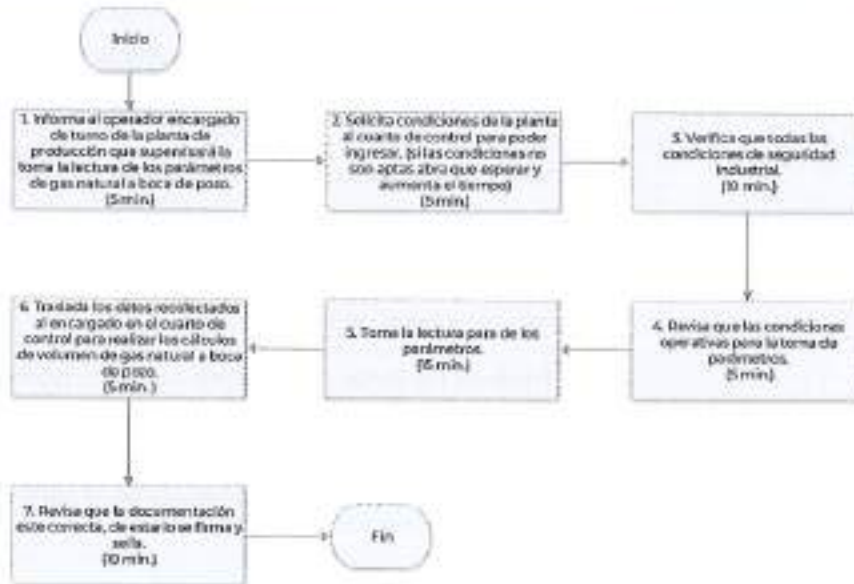 Inicio
1. Informa al operador encargado
de turno de la planta de
producción que supervisará la
toma la lectura de los parámetros
de gas natural a boca de pozo.
(5 min.)
2. Solicita condiciones de la planta
al cuarto de control para poder
ingresar. (si las condiciones no
son aptas abra que esperar y
aumenta el tiempo)
(5 min.)
3. Verifica que todas las
condiciones de seguridad
industrial.
(10 min.)
4. Revisa que las condiciones
operativas para la toma de
parámetros.
(5 min.)
5. Toma la lectura para de los
parámetros.
(15 min.)
6. Traslada los datos recolectados
al encargado en el cuarto de
control para realizar los cálculos
de volumen de gas natural a boca
de pozo.
(5 min. )
7. Revisa que la documentación
este correcta, de estarlo se firma y
sella.
(10 min.)
Fin